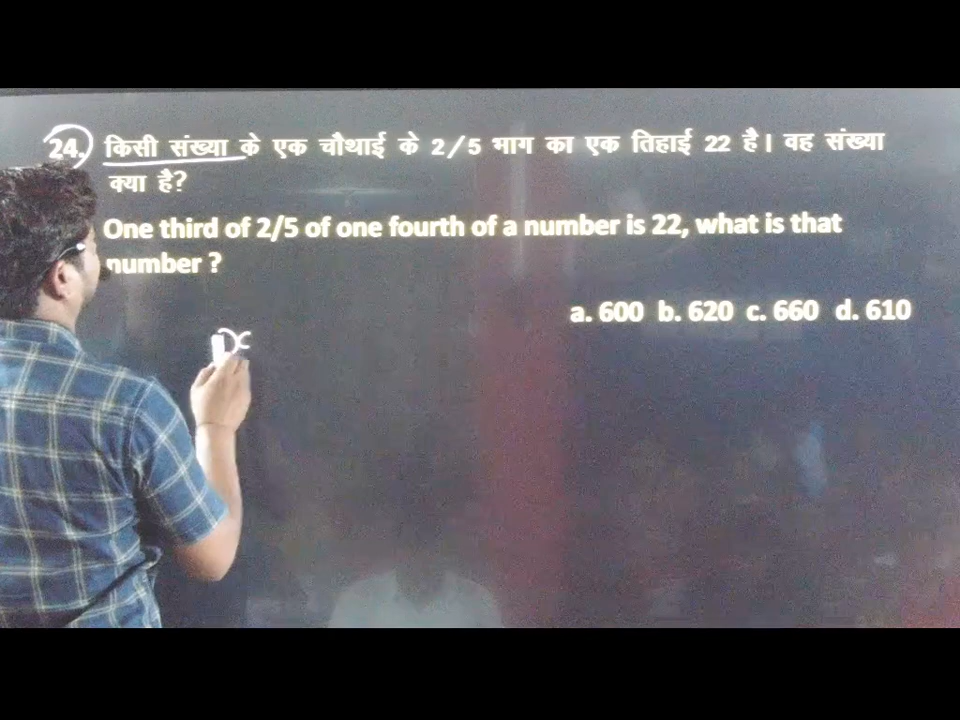 24. किसी संख्या के एक चौथाई के 2/5 भाग का एक तिहाई 22 है। वह संख्या
क्या है?
One third of 2/5 of one fourth of a number is 22, what is that
number ?
a. 600 b. 620 c. 660 d. 610
x